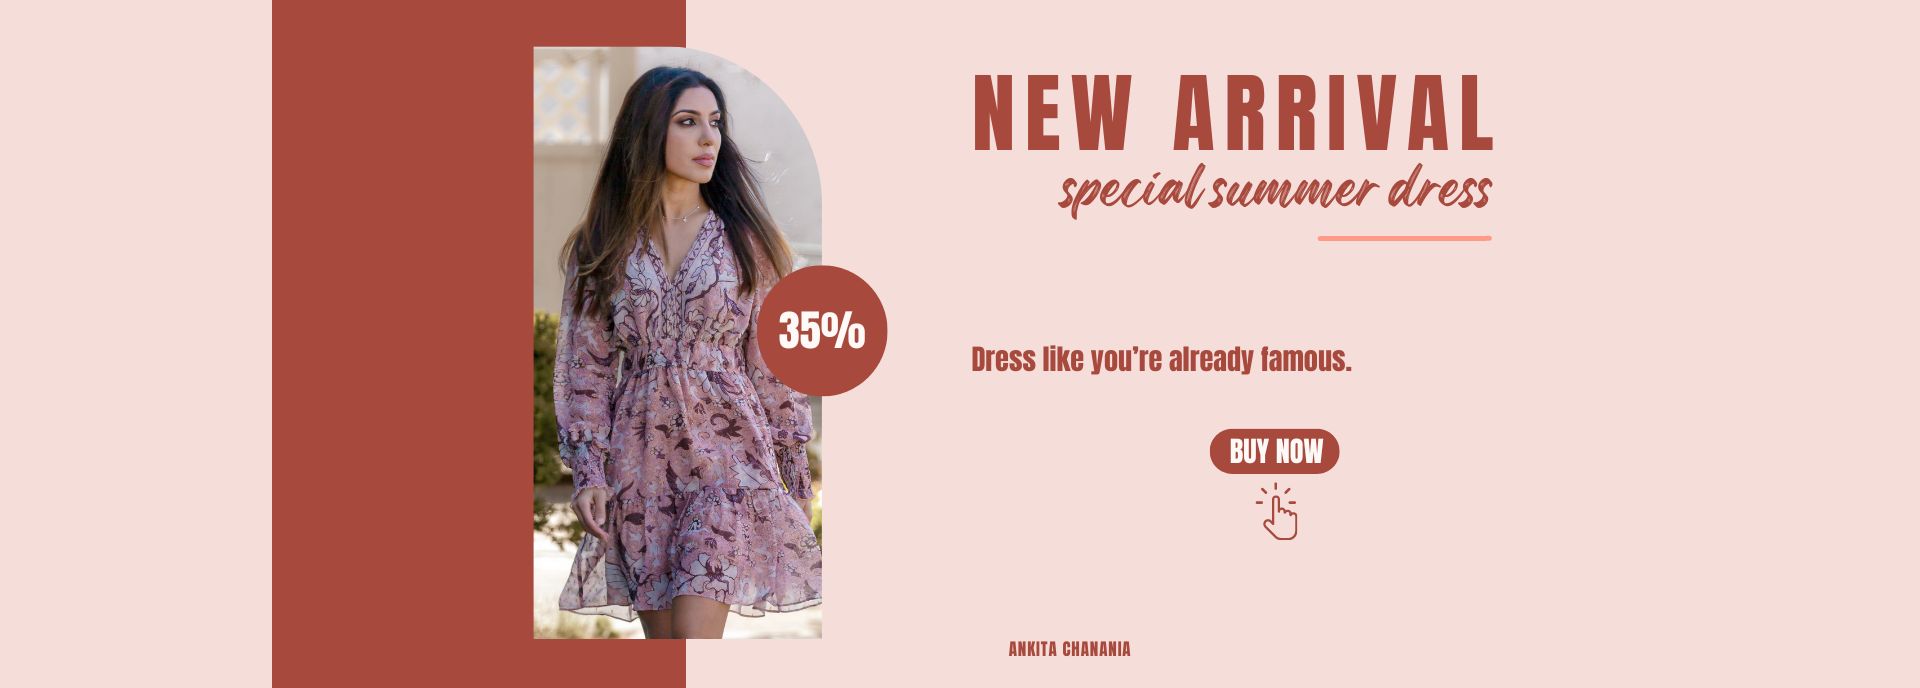 NEW ARRIVAL
special summer dress
35%
Dress like you’re already famous.
BUY NOW
ANKITA CHANANIA